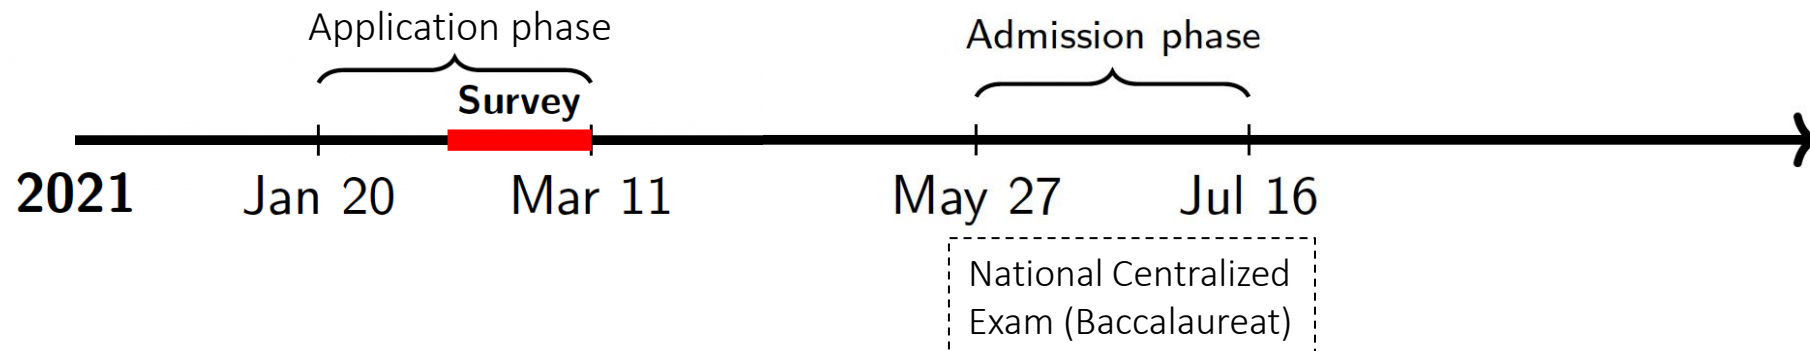 Application phase
Admission phase
Survey
2021
Jan 20
Mar 11
May 27
Jul 16
National Centralized
Exam (Baccalaureat)